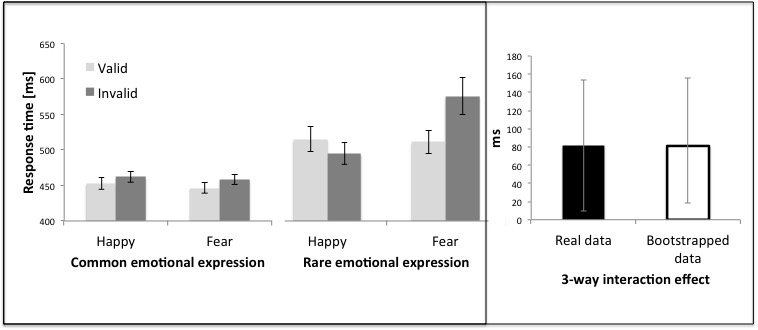 650
600
550
500
450
400
Response time [ms]
Valid
Invalid
Happy
Fear
Common emotional expression
Happy
Fear
Rare emotional expression
180
160
140
120
100
80
60
40
20
0
ms
Real data
Bootstrapped
data
3-way interaction effect